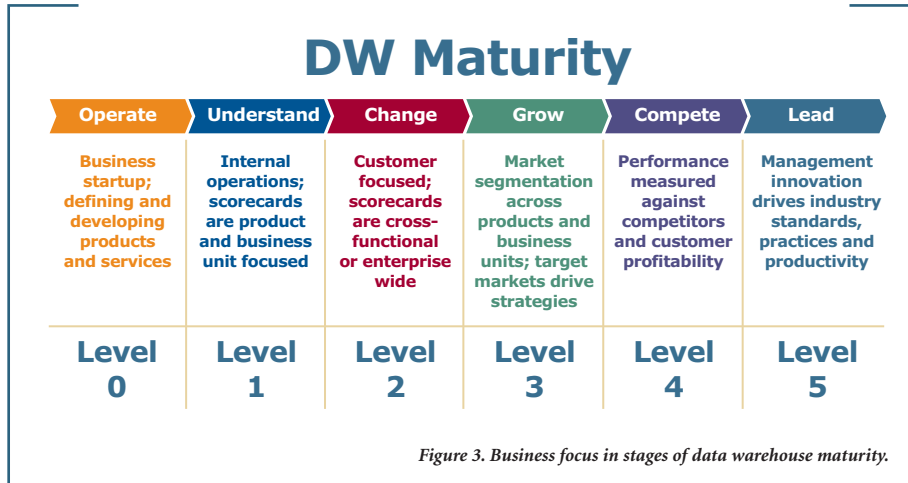 DW Maturity
Operate
Understand
Change
Grow
Compete
Lead
Business
startup;
defining and
developing
products
and services
Internal
operations;
scorecards
are product
and business
unit focused
Customer
focused;
scorecards
are cross-
functional
or enterprise
wide
Market
segmentation
across
products and
business
units; target
markets drive
strategies
Performance
measured
against
competitors
and customer
profitability
Management
innovation
drives industry
standards,
practices and
productivity
Level
0
Level
1
Level
2
Level
3
Level
4
Level
5
Figure 3. Business focus in stages of data warehouse maturity.